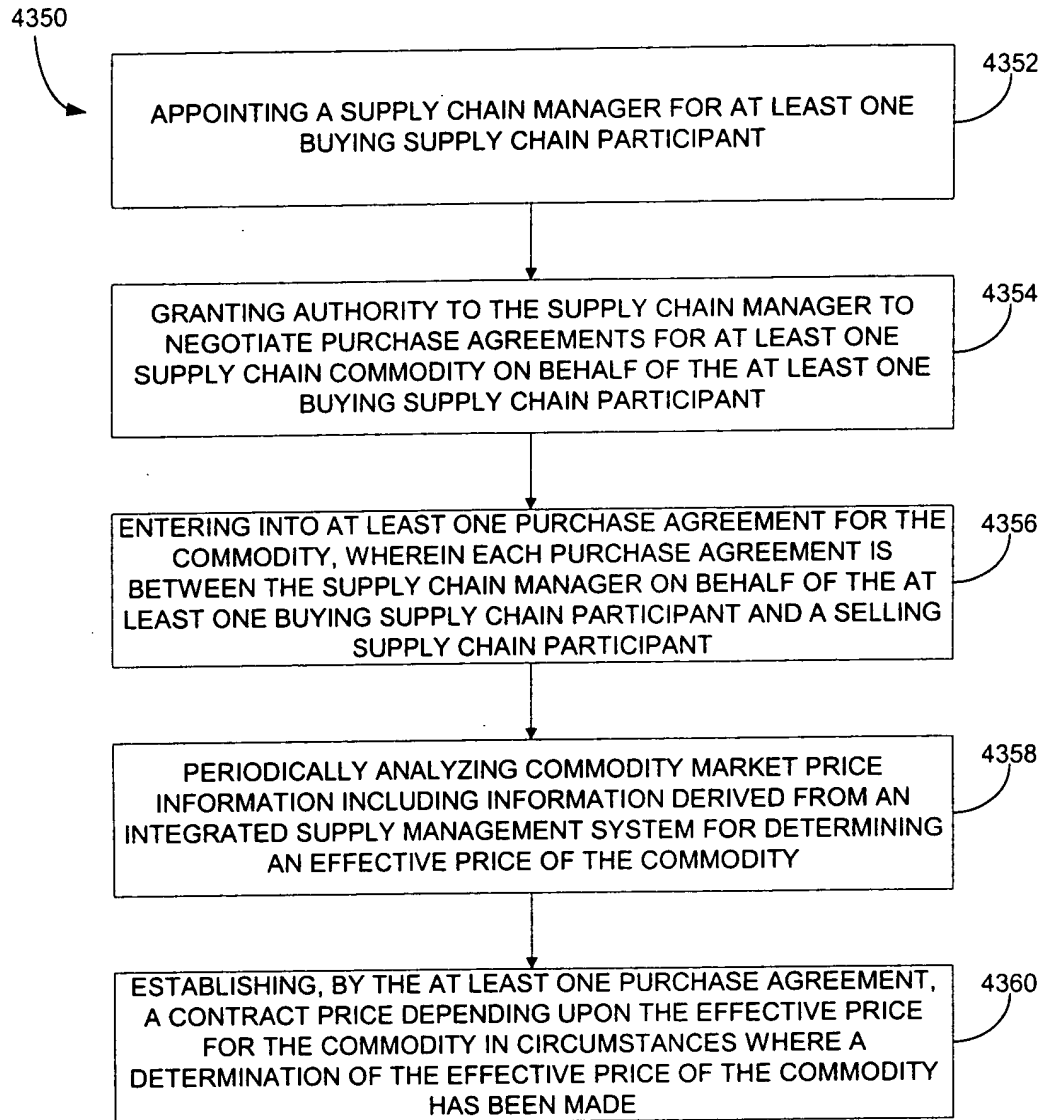 4350
4352
APPOINTING A SUPPLY CHAIN MANAGER FOR AT LEAST ONE
BUYING SUPPLY CHAIN PARTICIPANT
4354
GRANTING AUTHORITY TO THE SUPPLY CHAIN MANAGER TO
NEGOTIATE PURCHASE AGREEMENTS FOR AT LEAST ONE
SUPPLY CHAIN COMMODITY ON BEHALF OF THE AT LEAST ONE
BUYING SUPPLY CHAIN PARTICIPANT
4356
ENTERING INTO AT LEAST ONE PURCHASE AGREEMENT FOR THE
COMMODITY, WHEREIN EACH PURCHASE AGREEMENT IS
BETWEEN THE SUPPLY CHAIN MANAGER ON BEHALF OF THE AT
LEAST ONE BUYING SUPPLY CHAIN PARTICIPANT AND A SELLING
SUPPLY CHAIN PARTICIPANT
4358
PERIODICALLY ANALYZING COMMODITY MARKET PRICE
INFORMATION INCLUDING INFORMATION DERIVED FROM AN
INTEGRATED SUPPLY MANAGEMENT SYSTEM FOR DETERMINING
AN EFFECTIVE PRICE OF THE COMMODITY
4360
ESTABLISHING, BY THE AT LEAST ONE PURCHASE AGREEMENT,
A CONTRACT PRICE DEPENDING UPON THE EFFECTIVE PRICE
FOR THE COMMODITY IN CIRCUMSTANCES WHERE A
DETERMINATION OF THE EFFECTIVE PRICE OF THE COMMODITY
HAS BEEN MADE